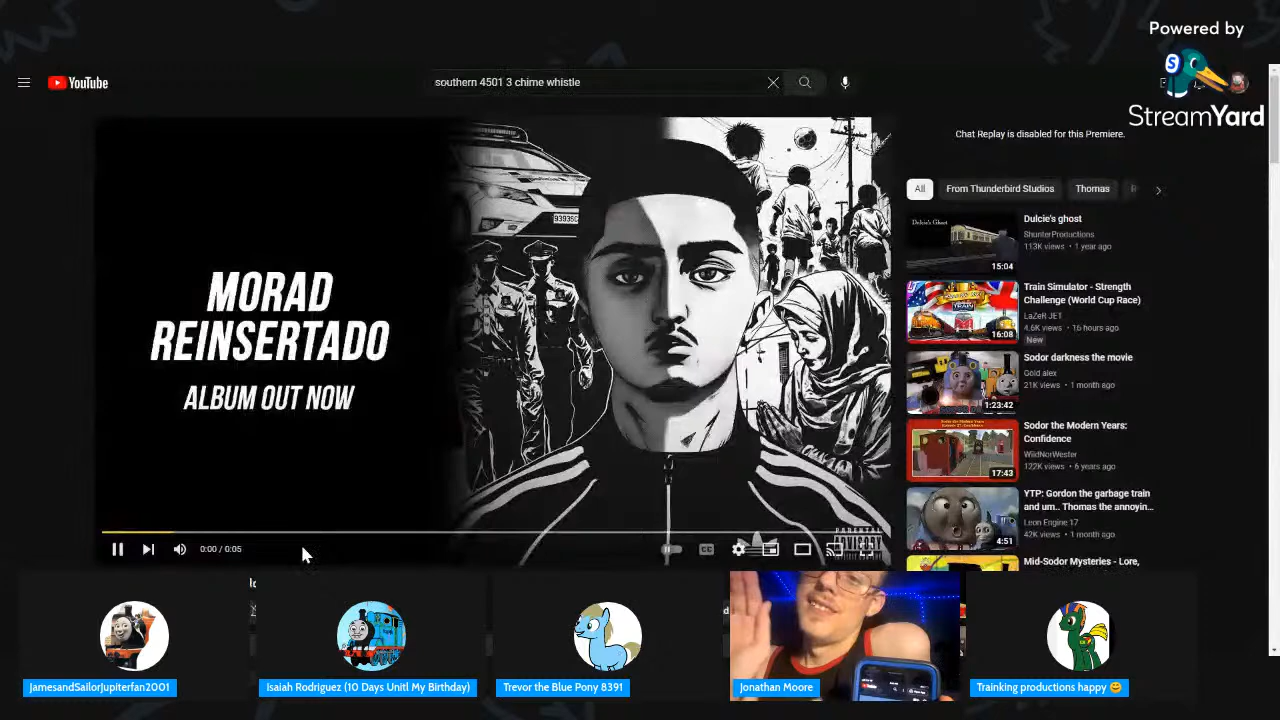 Powered by
StreamYard
YouTube
southern 4501 3 chime whistle
Chat Replay is disabled for this Premiere.
All
From Thunderbird Studios
Thomas
939350
MORAD
REINSERTADO
ALBUM OUT NOW
Dulcie's Ghost
Dulcie's ghost
ShunterProductions
113K views • 1 year ago
15:04
Train Simulator - Strength
Challenge (World Cup Race)
LaZeR JET
4.6K views • 16 hours ago
New
16:08
Sodor darkness the movie
Gold alex
21K views • 1 month ago
1:23:42
Sodor the Modern Years:
Confidence
WildNorWester
122K views • 6 years ago
17:43
YTP: Gordon the garbage train
and um.. Thomas the annoyin...
Leon Engine 17
42K views • 1 month ago
4:51
Mid-Sodor Mysteries - Lore,
0:00 / 0:05
CC
JamesandSailorJupiterfan2001
Isaiah Rodriguez (10 Days Unitl My Birthday)
Trevor the Blue Pony 8391
Jonathan Moore
Trainking productions happy 😊